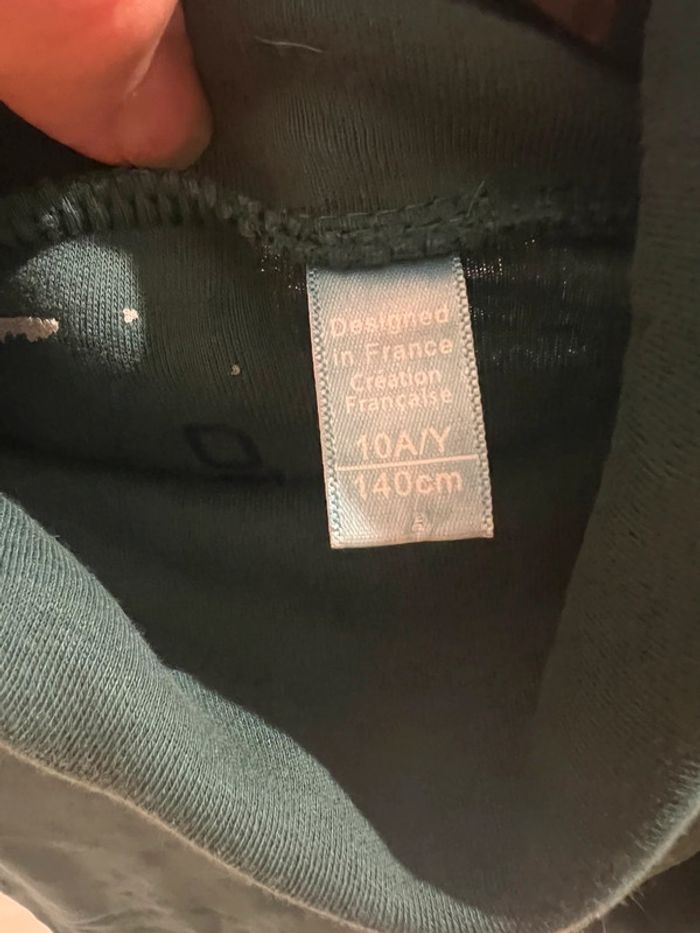 Designed
in France
Création
Française
10A/Y
140cm